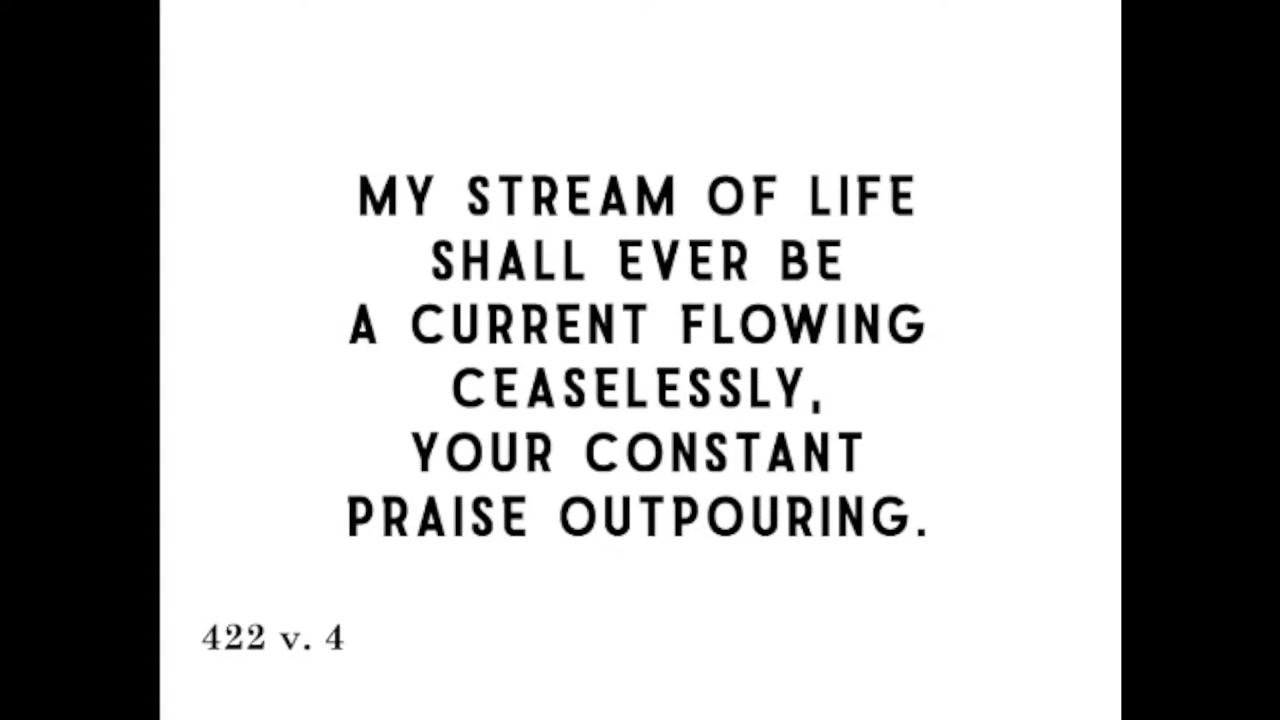 MY STREAM OF LIFE
SHALL EVER BE
A CURRENT FLOWING
CEASELESSLY,
YOUR CONSTANT
PRAISE OUTPOURING.
422 v. 4